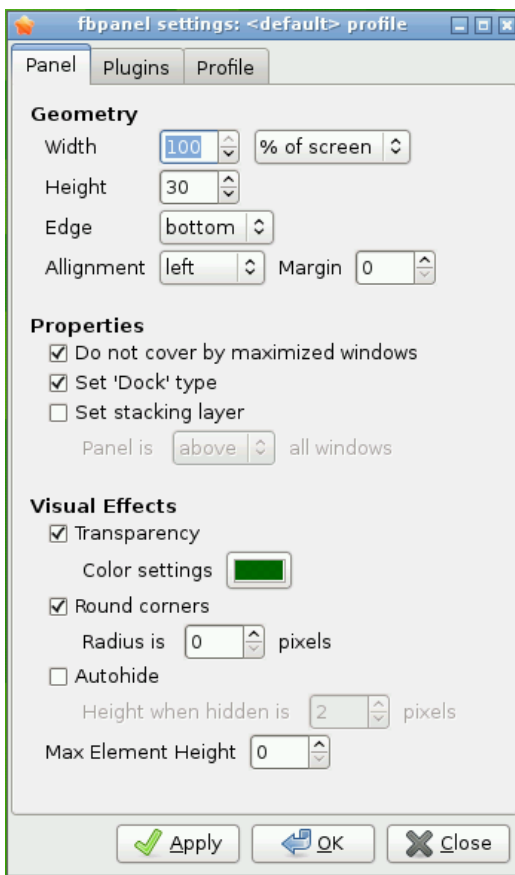 fbpanel settings: <default> profile
Panel Plugins Profile
Geometry
Width 100 % of screen
Height 30
Edge bottom
Allignment left Margin 0
Properties
Do not cover by maximized windows
Set 'Dock' type
Set stacking layer
Panel is above all windows
Visual Effects
Transparency
Color settings
Round corners
Radius is 0 pixels
Autohide
Height when hidden is 2 pixels
Max Element Height 0
Apply OK Close